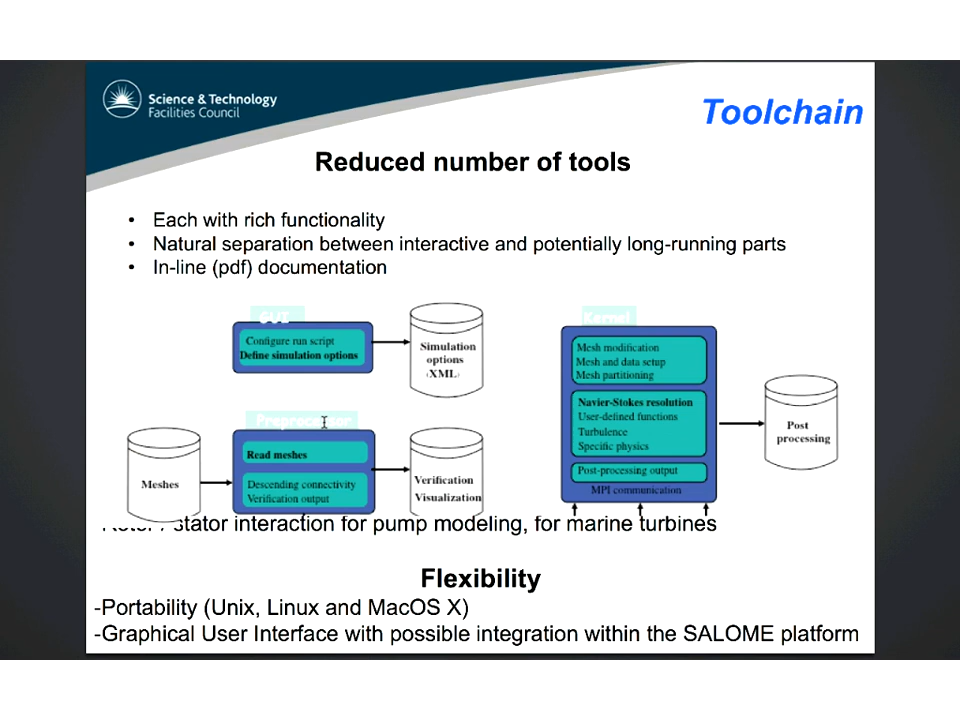 Science & Technology
Facilities Council
Toolchain
Reduced number of tools
• Each with rich functionality
• Natural separation between interactive and potentially long-running parts
• In-line (pdf) documentation
GUI
Configure run script
Define simulation options
Simulation
options
(XML)
Kernel
Mesh modification
Mesh and data setup
Mesh partitioning
Navier-Stokes resolution
User-defined functions
Turbulence
Specific physics
Post-processing output
MPI communication
Post
processing
Preprocessor
Meshes
Read meshes
Descending connectivity
Verification output
Verification
Visualization
/ stator interaction for pump modeling, for marine turbines
Flexibility
-Portability (Unix, Linux and MacOS X)
-Graphical User Interface with possible integration within the SALOME platform